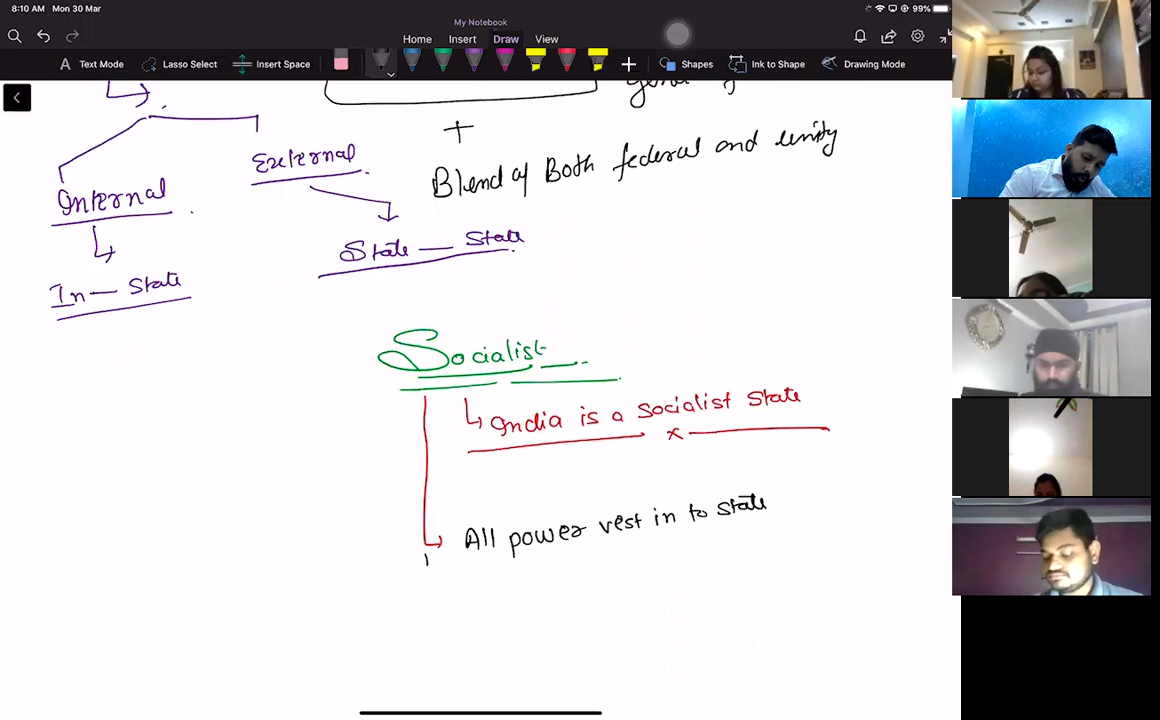 8:10 AM Mon 30 Mar
99%
My Notebook
Home Insert Draw View
Text Mode Lasso Select Insert Space Shapes Ink to Shape Drawing Mode
+
Blend of Both federal and unity
External
Internal
State — State
In — State
Socialist
India is a Socialist State
x
All power vest in to state